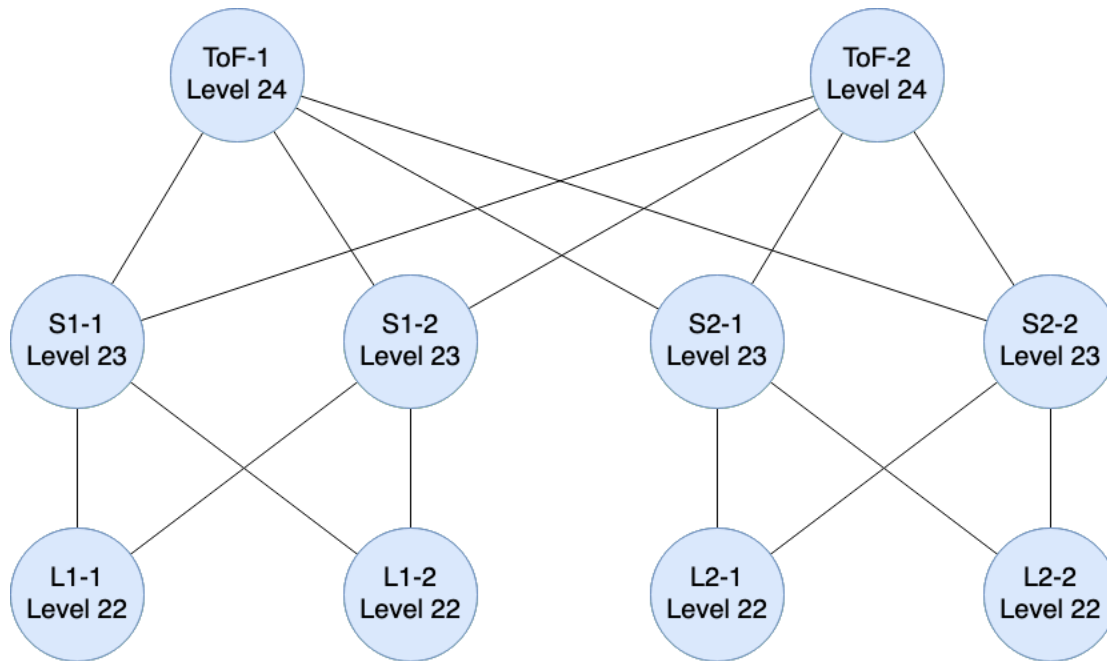 ToF-1
Level 24
ToF-2
Level 24
S1-1
Level 23
S1-2
Level 23
S2-1
Level 23
S2-2
Level 23
L1-1
Level 22
L1-2
Level 22
L2-1
Level 22
L2-2
Level 22